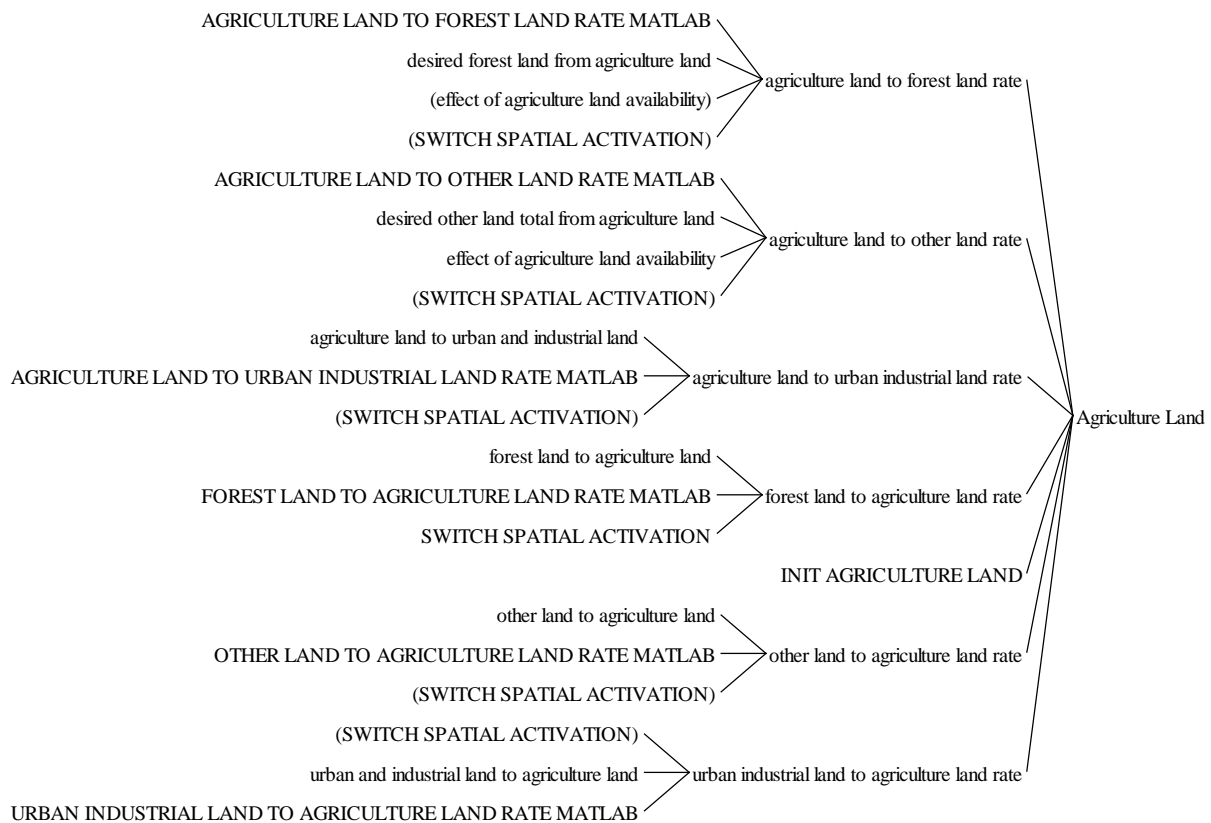 AGRICULTURE LAND TO FOREST LAND RATE MATLAB
desired forest land from agriculture land
(effect of agriculture land availability)
(SWITCH SPATIAL ACTIVATION)
agriculture land to forest land rate
AGRICULTURE LAND TO OTHER LAND RATE MATLAB
desired other land total from agriculture land
effect of agriculture land availability
(SWITCH SPATIAL ACTIVATION)
agriculture land to other land rate
agriculture land to urban and industrial land
AGRICULTURE LAND TO URBAN INDUSTRIAL LAND RATE MATLAB
(SWITCH SPATIAL ACTIVATION)
agriculture land to urban industrial land rate
forest land to agriculture land
FOREST LAND TO AGRICULTURE LAND RATE MATLAB
SWITCH SPATIAL ACTIVATION
forest land to agriculture land rate
INIT AGRICULTURE LAND
other land to agriculture land
OTHER LAND TO AGRICULTURE LAND RATE MATLAB
(SWITCH SPATIAL ACTIVATION)
other land to agriculture land rate
(SWITCH SPATIAL ACTIVATION)
urban and industrial land to agriculture land
URBAN INDUSTRIAL LAND TO AGRICULTURE LAND RATE MATLAB
urban industrial land to agriculture land rate
Agriculture Land